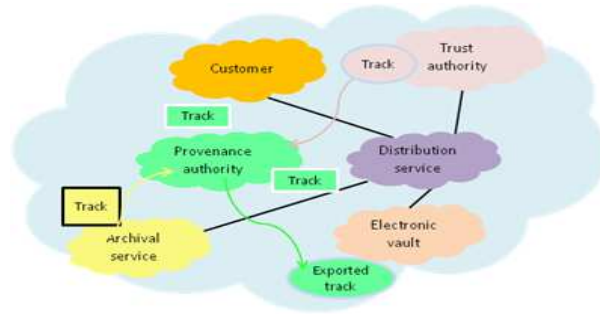 Customer
Track
Trust
authority
Track
Provenance
authority
Track
Distribution
service
Track
Archival
service
Electronic
vault
Exported
track